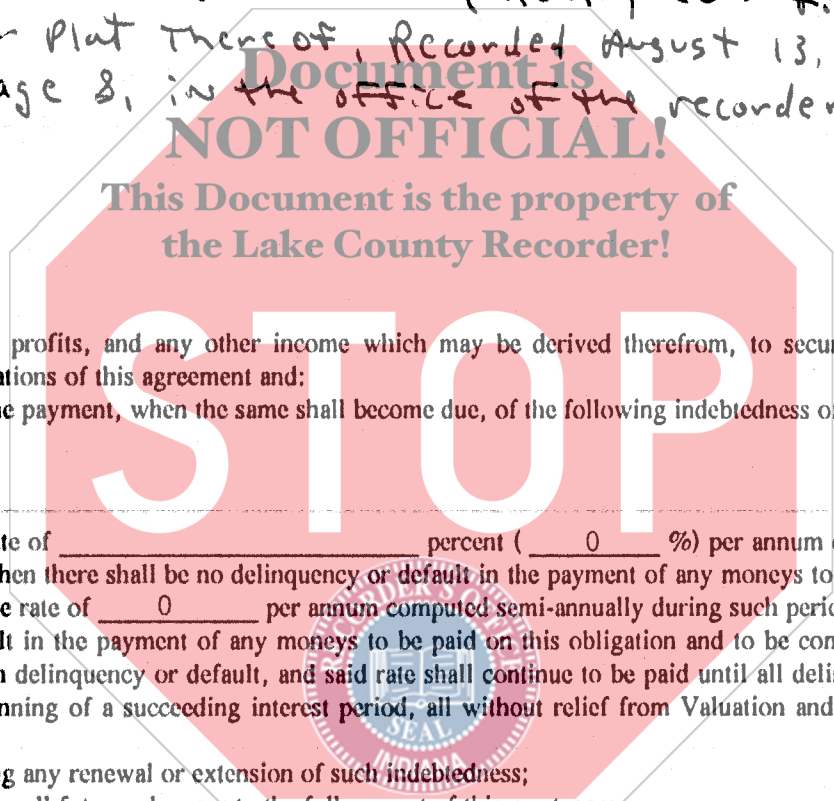 Plat Thereof, Recorded August 13,
age 8, in the office of the recorder
Document is
NOT OFFICIAL!
This Document is the property of
the Lake County Recorder!
profits, and any other income which may be derived therefrom, to secur
ations of this agreement and:
e payment, when the same shall become due, of the following indebtedness o
STOP
te of percent ( 0 %) per annum
hen there shall be no delinquency or default in the payment of any moneys to
e rate of 0 per annum computed semi-annually during such perio
lt in the payment of any moneys to be paid on this obligation and to be com
n delinquency or default, and said rate shall continue to be paid until all deli
nning of a succeeding interest period, all without relief from Valuation and
RECORDER'S OFFICE
SEAL
INDIANA
g any renewal or extension of such indebtedness;